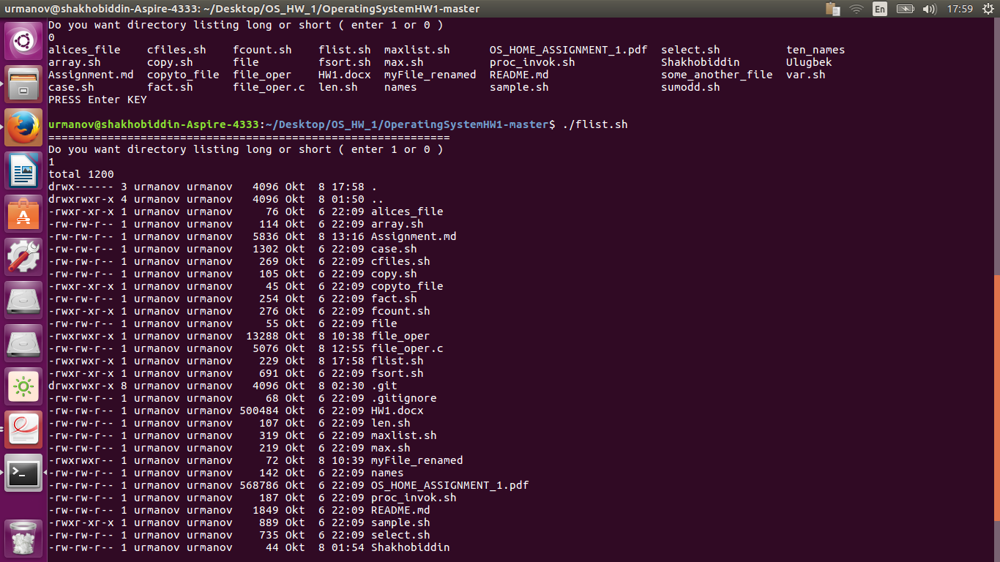 urmanov@shakhobiddin-Aspire-4333: ~/Desktop/OS_HW_1/OperatingSystemHW1-master
En
17:59
Do you want directory listing long or short ( enter 1 or 0 )
0
alices_file    cfiles.sh    fcount.sh    flist.sh  maxlist.sh      OS_HOME_ASSIGNMENT_1.pdf  select.sh          ten_names
array.sh       copy.sh      file         fsort.sh  max.sh          proc_invok.sh             Shakhobiddin       Ulugbek
Assignment.md  copyto_file  file_oper    HW1.docx  myFile_renamed  README.md                 some_another_file  var.sh
case.sh        fact.sh      file_oper.c  len.sh    names           sample.sh                 sumodd.sh
PRESS Enter KEY
urmanov@shakhobiddin-Aspire-4333:~/Desktop/OS_HW_1/OperatingSystemHW1-master$ ./flist.sh
=============================================================
Do you want directory listing long or short ( enter 1 or 0 )
1
total 1200
drwx------ 3 urmanov urmanov   4096 Okt  8 17:58 .
drwxrwxr-x 4 urmanov urmanov   4096 Okt  8 01:50 ..
-rwxr-xr-x 1 urmanov urmanov     76 Okt  6 22:09 alices_file
-rw-rw-r-- 1 urmanov urmanov    114 Okt  6 22:09 array.sh
-rw-rw-r-- 1 urmanov urmanov   5836 Okt  8 13:16 Assignment.md
-rw-rw-r-- 1 urmanov urmanov   1302 Okt  6 22:09 case.sh
-rw-rw-r-- 1 urmanov urmanov    269 Okt  6 22:09 cfiles.sh
-rw-rw-r-- 1 urmanov urmanov    105 Okt  6 22:09 copy.sh
-rwxr-xr-x 1 urmanov urmanov     45 Okt  6 22:09 copyto_file
-rw-rw-r-- 1 urmanov urmanov    254 Okt  6 22:09 fact.sh
-rwxr-xr-x 1 urmanov urmanov    276 Okt  6 22:09 fcount.sh
-rw-rw-r-- 1 urmanov urmanov     55 Okt  6 22:09 file
-rwxrwxr-x 1 urmanov urmanov  13288 Okt  8 10:38 file_oper
-rw-rw-r-- 1 urmanov urmanov   5076 Okt  8 12:55 file_oper.c
-rwxrwxr-x 1 urmanov urmanov    229 Okt  8 17:58 flist.sh
-rwxr-xr-x 1 urmanov urmanov    691 Okt  6 22:09 fsort.sh
drwxrwxr-x 8 urmanov urmanov   4096 Okt  8 02:30 .git
-rw-rw-r-- 1 urmanov urmanov     68 Okt  6 22:09 .gitignore
-rw-rw-r-- 1 urmanov urmanov 500484 Okt  6 22:09 HW1.docx
-rw-rw-r-- 1 urmanov urmanov    107 Okt  6 22:09 len.sh
-rw-rw-r-- 1 urmanov urmanov    319 Okt  6 22:09 maxlist.sh
-rw-rw-r-- 1 urmanov urmanov    219 Okt  6 22:09 max.sh
-rwxrwxr-- 1 urmanov urmanov     72 Okt  8 10:39 myFile_renamed
-rw-rw-r-- 1 urmanov urmanov    142 Okt  6 22:09 names
-rw-rw-r-- 1 urmanov urmanov 568786 Okt  6 22:09 OS_HOME_ASSIGNMENT_1.pdf
-rw-rw-r-- 1 urmanov urmanov    187 Okt  6 22:09 proc_invok.sh
-rw-rw-r-- 1 urmanov urmanov   1849 Okt  6 22:09 README.md
-rwxr-xr-x 1 urmanov urmanov    889 Okt  6 22:09 sample.sh
-rw-rw-r-- 1 urmanov urmanov    735 Okt  6 22:09 select.sh
-rw-rw-r-- 1 urmanov urmanov     44 Okt  8 01:54 Shakhobiddin